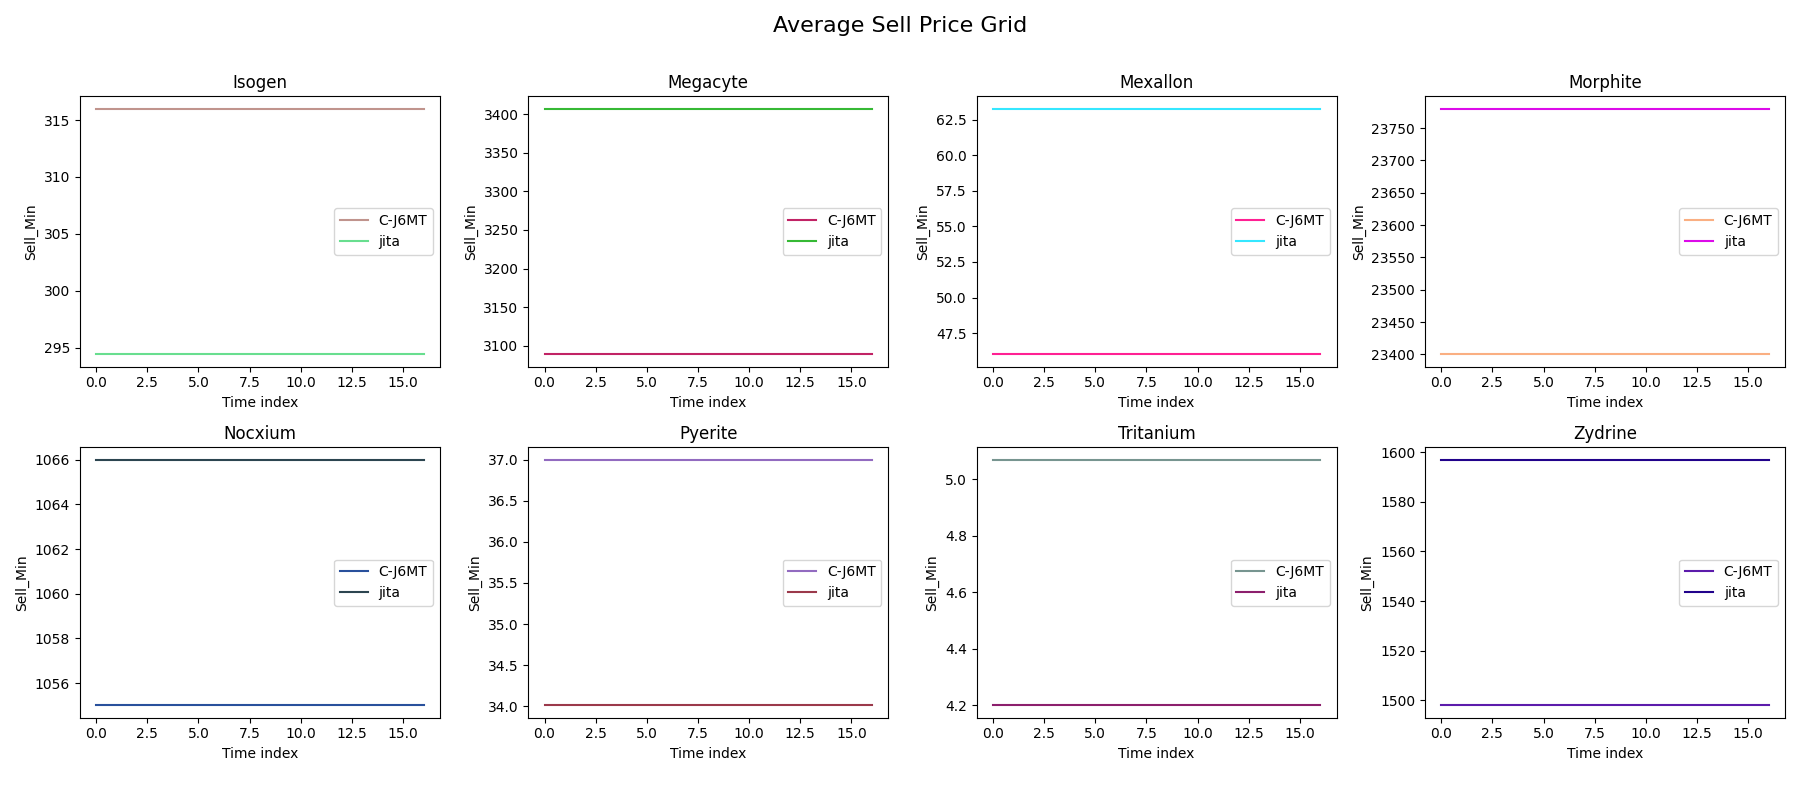 Average Sell Price Grid
Isogen
Sell_Min
315
310
305
300
295
C-J6MT
jita
0.0 2.5 5.0 7.5 10.0 12.5 15.0
Time index
Megacyte
Sell_Min
3400
3350
3300
3250
3200
3150
3100
C-J6MT
jita
0.0 2.5 5.0 7.5 10.0 12.5 15.0
Time index
Mexallon
Sell_Min
62.5
60.0
57.5
55.0
52.5
50.0
47.5
C-J6MT
jita
0.0 2.5 5.0 7.5 10.0 12.5 15.0
Time index
Morphite
Sell_Min
23750
23700
23650
23600
23550
23500
23450
23400
C-J6MT
jita
0.0 2.5 5.0 7.5 10.0 12.5 15.0
Time index
Nocxium
Sell_Min
1066
1064
1062
1060
1058
1056
C-J6MT
jita
0.0 2.5 5.0 7.5 10.0 12.5 15.0
Time index
Pyerite
Sell_Min
37.0
36.5
36.0
35.5
35.0
34.5
34.0
C-J6MT
jita
0.0 2.5 5.0 7.5 10.0 12.5 15.0
Time index
Tritanium
Sell_Min
5.0
4.8
4.6
4.4
4.2
C-J6MT
jita
0.0 2.5 5.0 7.5 10.0 12.5 15.0
Time index
Zydrine
Sell_Min
1600
1580
1560
1540
1520
1500
C-J6MT
jita
0.0 2.5 5.0 7.5 10.0 12.5 15.0
Time index